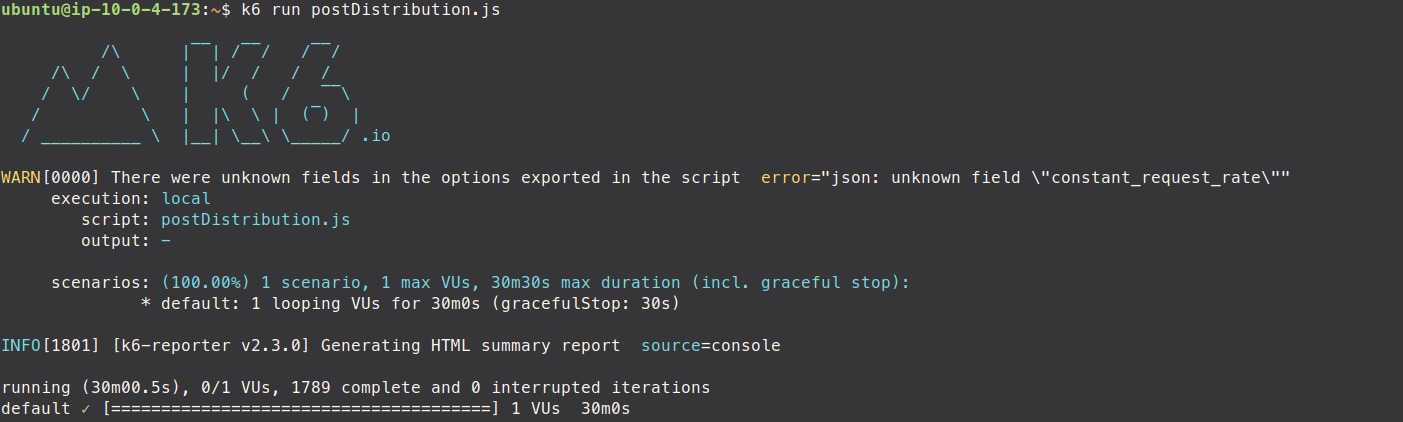 ubuntu@ip-10-0-4-173:~$ k6 run postDistribution.js
          /\      |‾‾| /‾‾/   /‾‾/
     /\  /  \     |  |/  /   /  /
    /  \/    \    |     (   /   ‾‾\
   /          \   |  |\  \ |  (‾)  |
  / __________ \  |__| \__\ \_____/ .io
WARN[0000] There were unknown fields in the options exported in the script  error="json: unknown field \"constant_request_rate\""
     execution: local
        script: postDistribution.js
        output: -
     scenarios: (100.00%) 1 scenario, 1 max VUs, 30m30s max duration (incl. graceful stop):
              * default: 1 looping VUs for 30m0s (gracefulStop: 30s)
INFO[1801] [k6-reporter v2.3.0] Generating HTML summary report  source=console
running (30m00.5s), 0/1 VUs, 1789 complete and 0 interrupted iterations
default ✓ [======================================] 1 VUs  30m0s